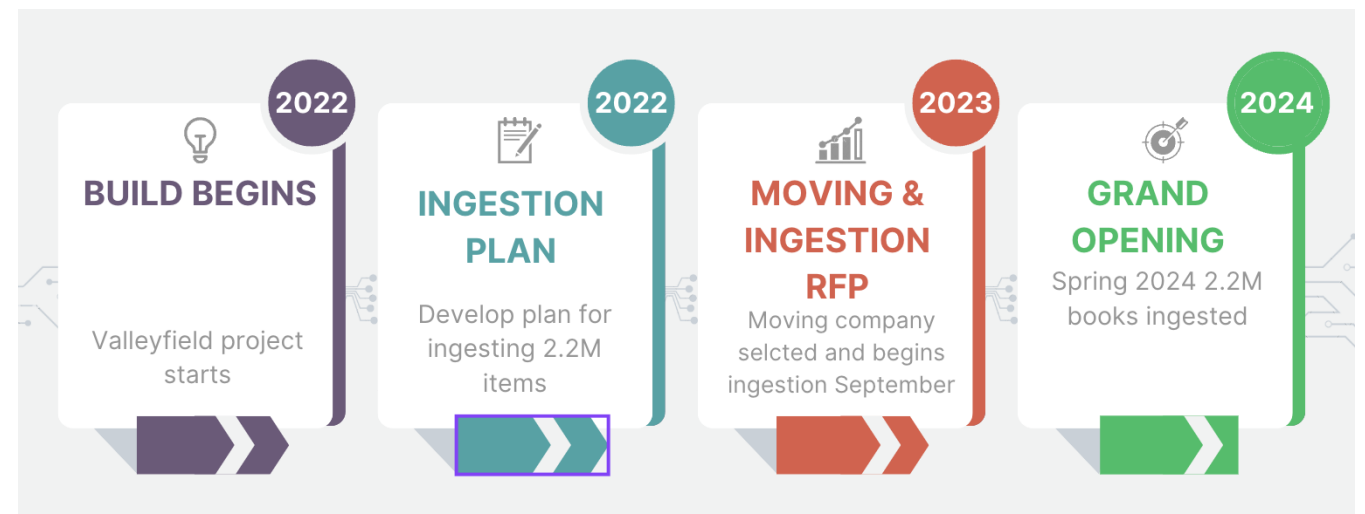 2022
BUILD BEGINS
Valleyfield project
starts
2022
INGESTION
PLAN
Develop plan for
ingesting 2.2M
items
2023
MOVING &
INGESTION
RFP
Moving company
selcted and begins
ingestion September
2024
GRAND
OPENING
Spring 2024 2.2M
books ingested